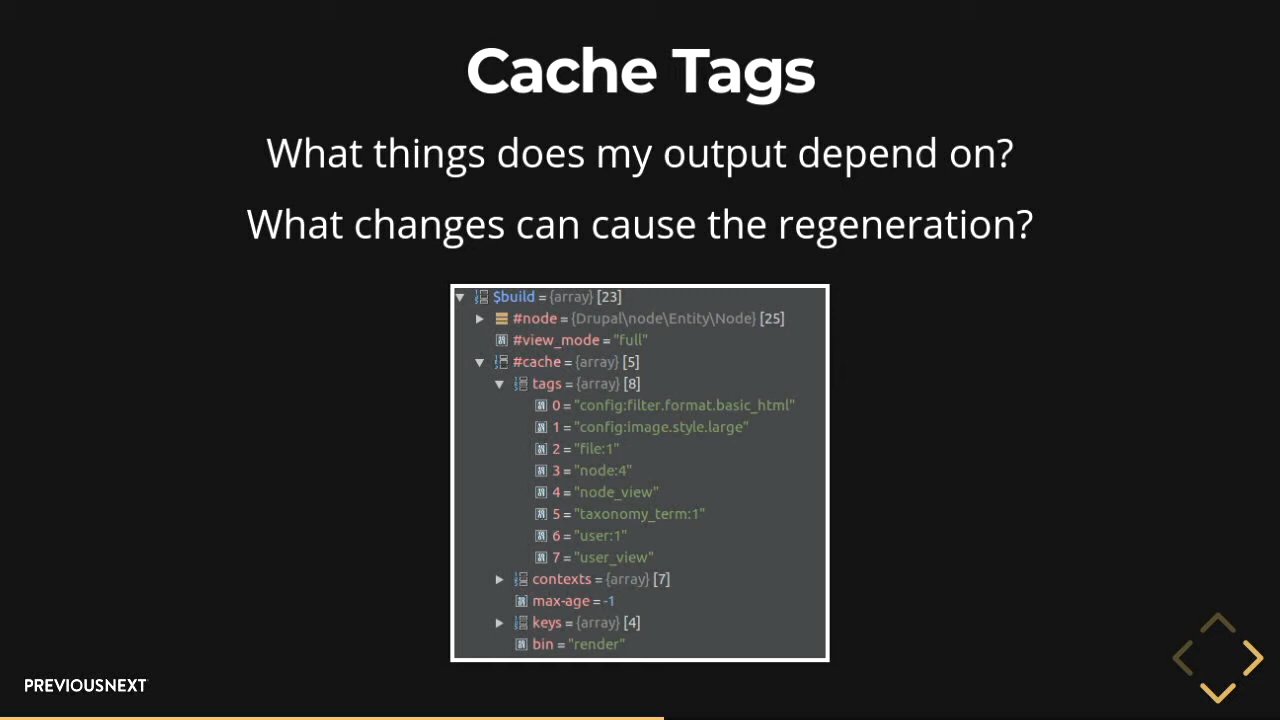 Cache Tags
What things does my output depend on?
What changes can cause the regeneration?
$build = {array} [23]
#node = {Drupal\node\Entity\Node} [25]
#view_mode = "full"
#cache = {array} [5]
tags = {array} [8]
0 = "config:filter.format.basic_html"
1 = "config:image.style.large"
2 = "file:1"
3 = "node:4"
4 = "node_view"
5 = "taxonomy_term:1"
6 = "user:1"
7 = "user_view"
contexts = {array} [7]
max-age = -1
keys = {array} [4]
bin = "render"
PREVIOUSNEXT